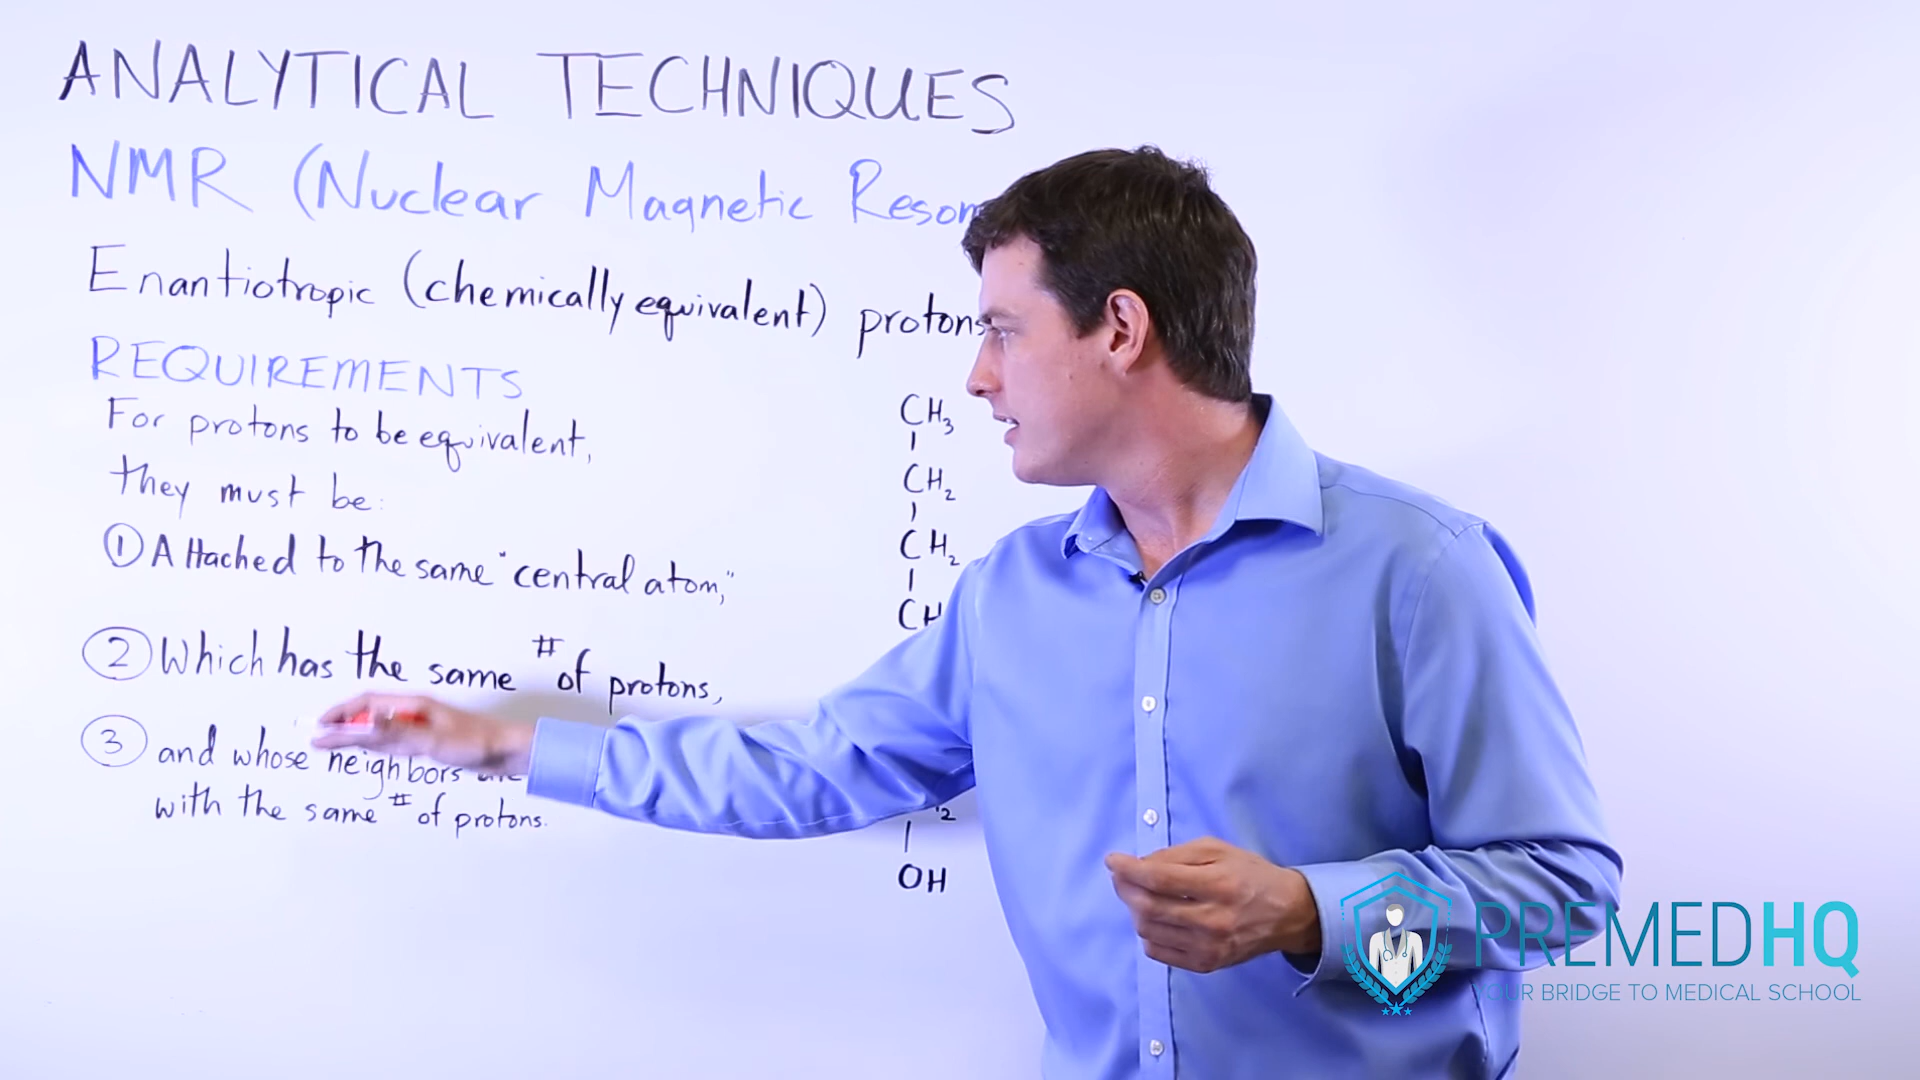 ANALYTICAL TECHNIQUES
NMR (Nuclear Magnetic Reson
Enantiotropic (chemically equivalent) protons
REQUIREMENTS
For protons to be equivalent,
they must be:
① Attached to the same "central atom,"
② Which has the same # of protons,
③ and whose neighbors
with the same # of protons.
CH₃
CH₂
CH₂
CH
₂
OH
PREMEDHQ
YOUR BRIDGE TO MEDICAL SCHOOL